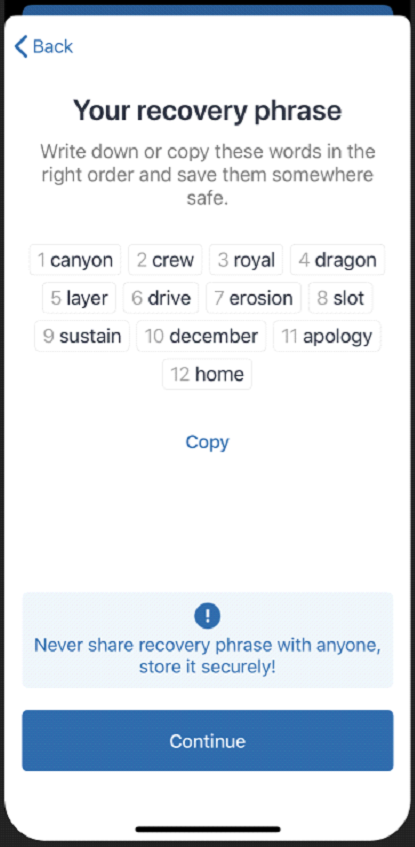 Back
Your recovery phrase
Write down or copy these words in the
right order and save them somewhere
safe.
1 canyon 2 crew 3 royal 4 dragon
5 layer 6 drive 7 erosion 8 slot
9 sustain 10 december 11 apology
12 home
Copy
!
Never share recovery phrase with anyone,
store it securely!
Continue